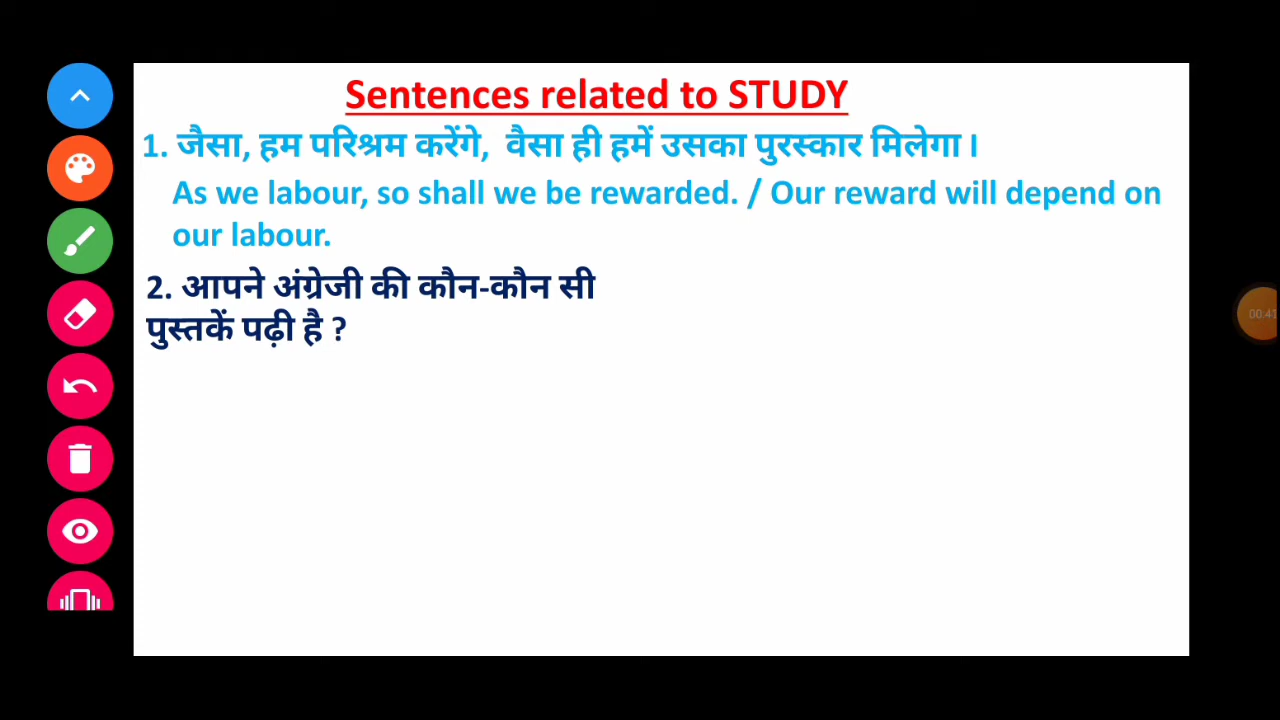 Sentences related to STUDY
1. जैसा, हम परिश्रम करेंगे, वैसा ही हमें उसका पुरस्कार मिलेगा ।
As we labour, so shall we be rewarded. / Our reward will depend on
our labour.
2. आपने अंग्रेजी की कौन-कौन सी
पुस्तकें पढ़ी है ?